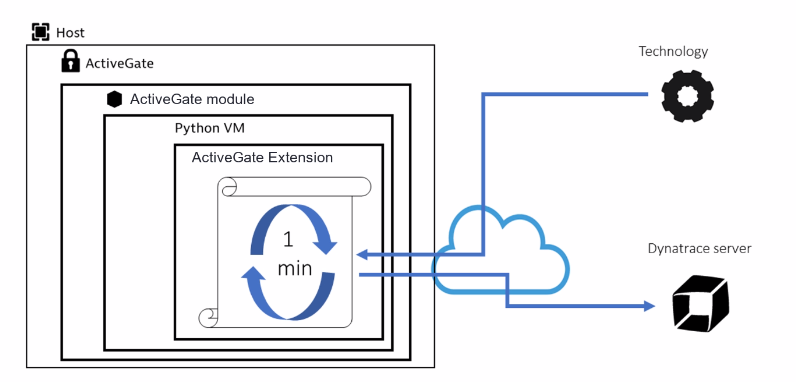 Host
ActiveGate
ActiveGate module
Python VM
ActiveGate Extension
1
min
Technology
Dynatrace server